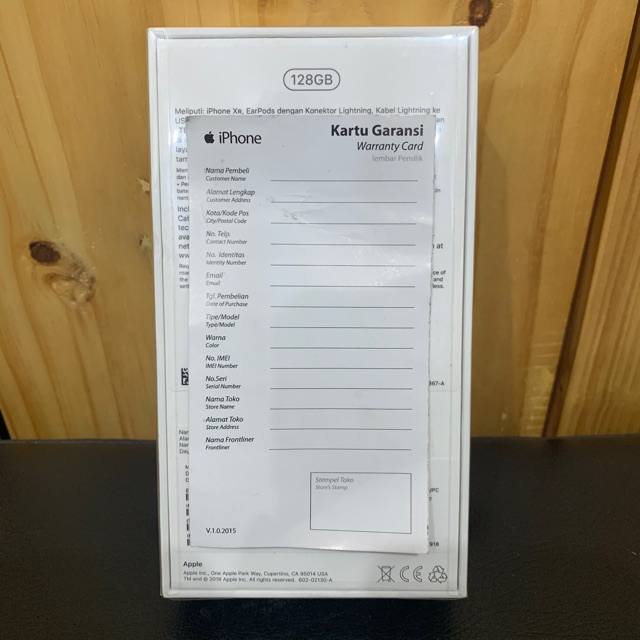 128GB
Meliputi: iPhone XR, EarPods dengan Konektor Lightning, Kabel Lightning ke
iPhone
Kartu Garansi
Warranty Card
lembar Pemilik
Nama Pembeli
Customer Name
Alamat Lengkap
Customer Address
Kota/Kode Pos
City/Postal Code
No. Telp.
Contact Number
No. Identitas
Identity Number
Email
Email
Tgl. Pembelian
Date of Purchase
Tipe/Model
Type/Model
Warna
Color
No. IMEI
IMEI Number
No.Seri
Serial Number
Nama Toko
Store Name
Alamat Toko
Store Address
Nama Frontliner
Frontliner
Stempel Toko
Store's Stamp
V.1.0.2015
Apple
Apple Inc., One Apple Park Way, Cupertino, CA 95014 USA
TM and © 2018 Apple Inc. All rights reserved. 602-02130-A